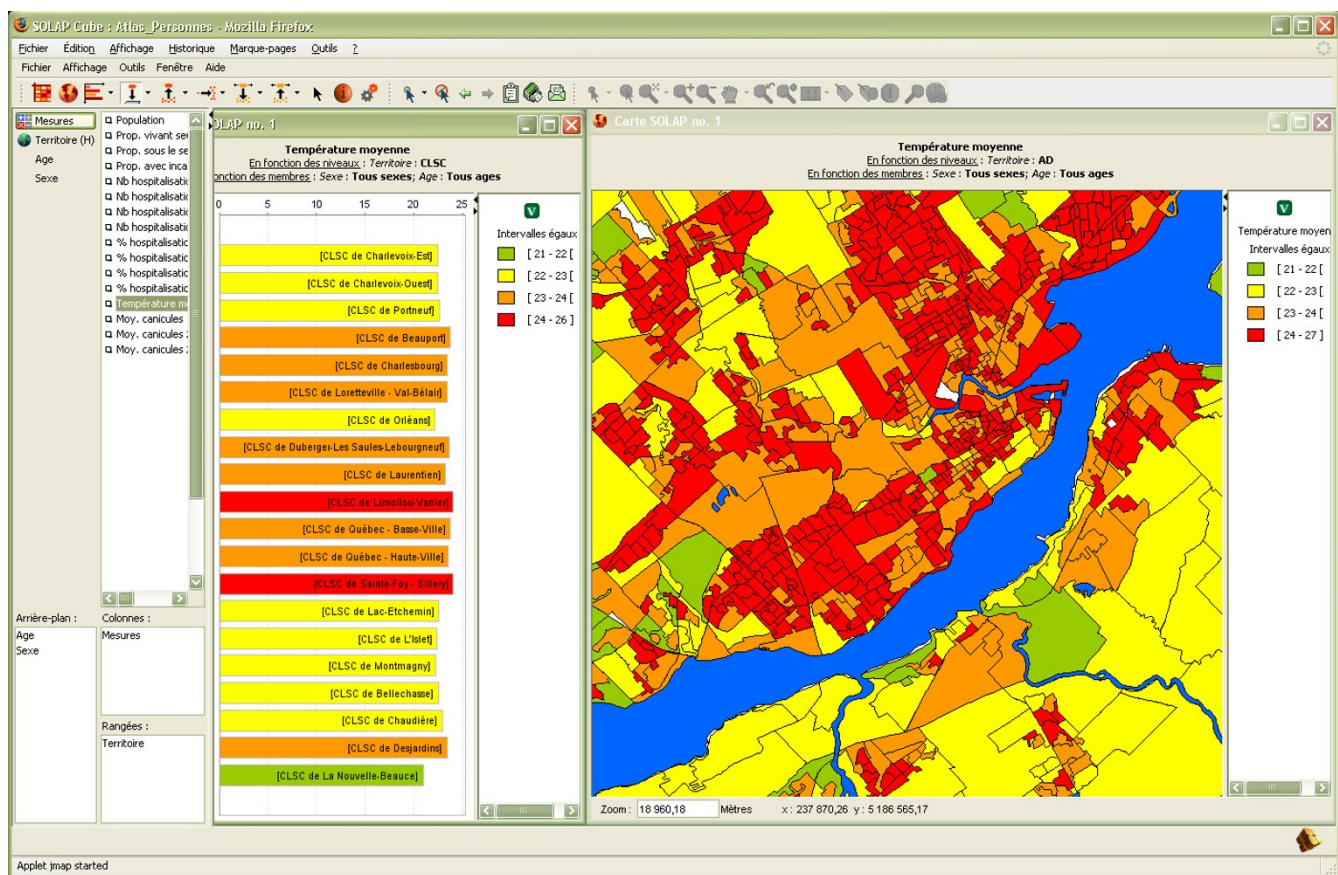 SOLAP Cube : Atlas_Personnes - Mozilla Firefox
Fichier Édition Affichage Historique Marque-pages Outils ?
Fichier Affichage Outils Fenêtre Aide
Mesures
Territoire (H)
Age
Sexe
Population
Prop. vivant seu
Prop. sous le se
Prop. avec inca
Nb hospitalisatic
Nb hospitalisatic
Nb hospitalisatic
Nb hospitalisatic
% hospitalisatic
% hospitalisatic
% hospitalisatic
% hospitalisatic
Température m
Moy. canicules
Moy. canicules :
Moy. canicules :
Arrière-plan :
Age
Sexe
Colonnes :
Mesures
Rangées :
Territoire
OLAP no. 1
Température moyenne
En fonction des niveaux : Territoire : CLSC
onction des membres : Sexe : Tous sexes; Age : Tous ages
0 5 10 15 20 25
[CLSC de Charlevoix-Est]
[CLSC de Charlevoix-Ouest]
[CLSC de Portneuf]
[CLSC de Beauport]
[CLSC de Charlesbourg]
[CLSC de Loretteville - Val-Bélair]
[CLSC de Orléans]
[CLSC de Duberger-Les Saules-Lebourgneuf]
[CLSC de Laurentien]
[CLSC de Limoilou-Vanier]
[CLSC de Québec - Basse-Ville]
[CLSC de Québec - Haute-Ville]
[CLSC de Sainte-Foy - Sillery]
[CLSC de Lac-Etchemin]
[CLSC de L'Islet]
[CLSC de Montmagny]
[CLSC de Bellechasse]
[CLSC de Chaudière]
[CLSC de Desjardins]
[CLSC de La Nouvelle-Beauce]
V
Intervalles égaux
[ 21 - 22 [
[ 22 - 23 [
[ 23 - 24 [
[ 24 - 26 ]
Carte SOLAP no. 1
Température moyenne
En fonction des niveaux : Territoire : AD
En fonction des membres : Sexe : Tous sexes; Age : Tous ages
V
Température moyen
Intervalles égaux
[ 21 - 22 [
[ 22 - 23 [
[ 23 - 24 [
[ 24 - 27 ]
Zoom : 18 960,18 Mètres x : 237 870,26 y : 5 186 565,17
Applet jmap started